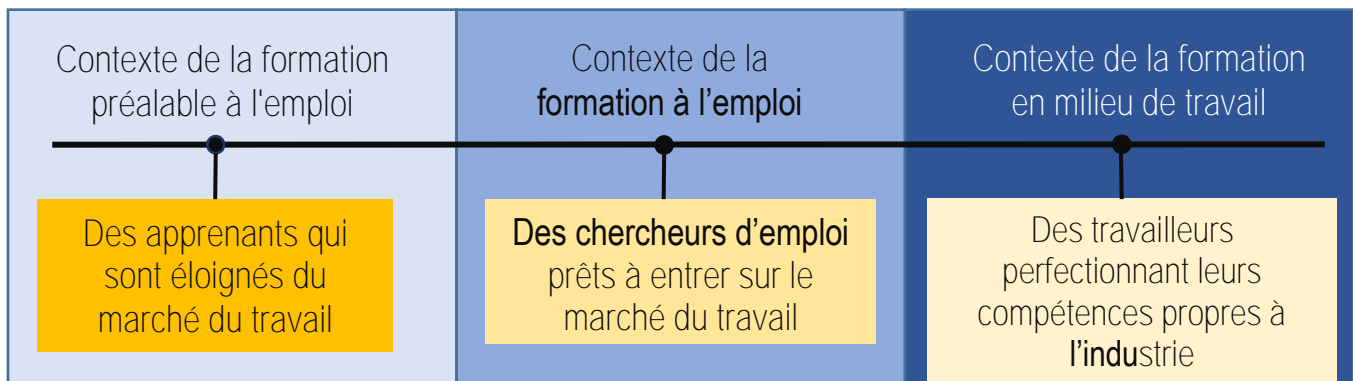 Contexte de la formation
préalable à l'emploi
Contexte de la
formation à l’emploi
Contexte de la formation
en milieu de travail
Des apprenants qui
sont éloignés du
marché du travail
Des chercheurs d’emploi
prêts à entrer sur le
marché du travail
Des travailleurs
perfectionnant leurs
compétences propres à
l’industrie